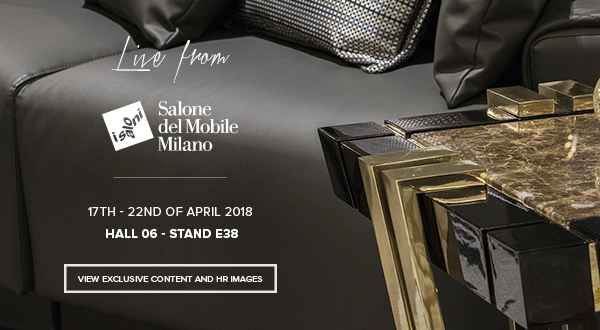 Live from
i saloni
Salone
del Mobile
Milano
17TH - 22ND OF APRIL 2018
HALL 06 - STAND E38
VIEW EXCLUSIVE CONTENT AND HR IMAGES